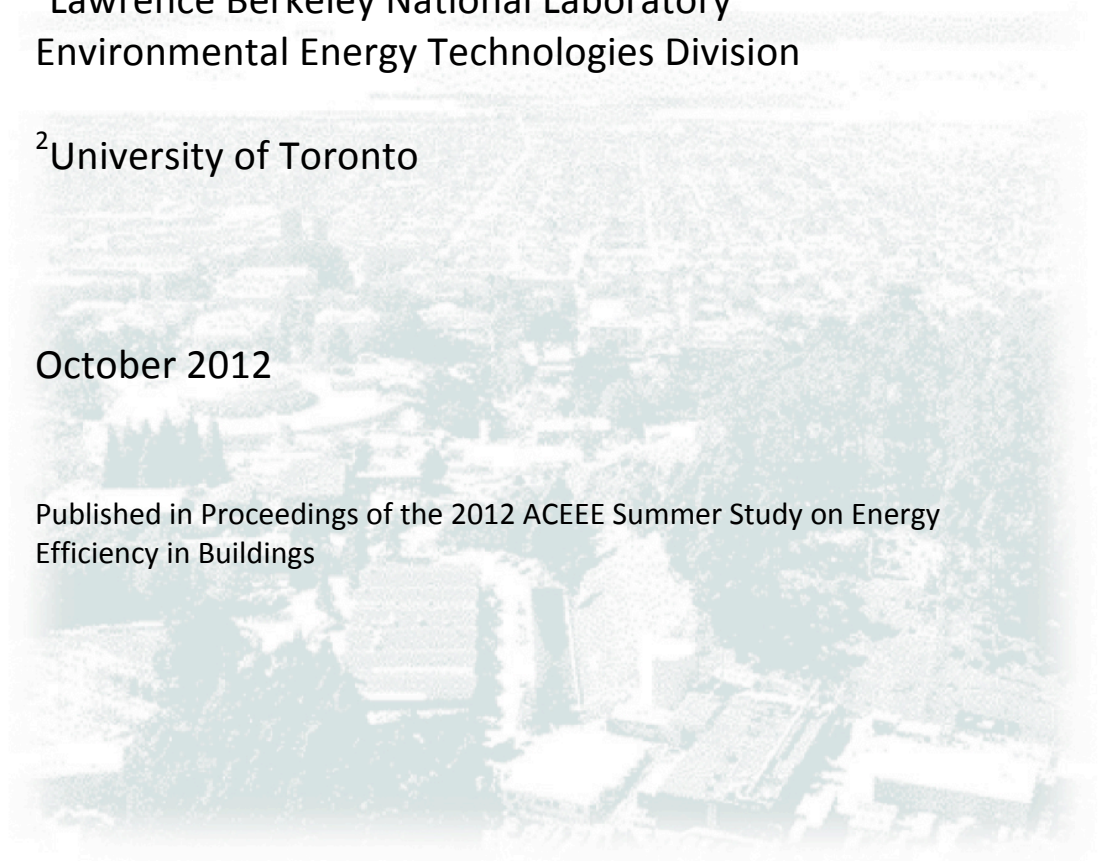 Lawrence Berkeley National Laboratory
Environmental Energy Technologies Division
²University of Toronto
October 2012
Published in Proceedings of the 2012 ACEEE Summer Study on Energy
Efficiency in Buildings